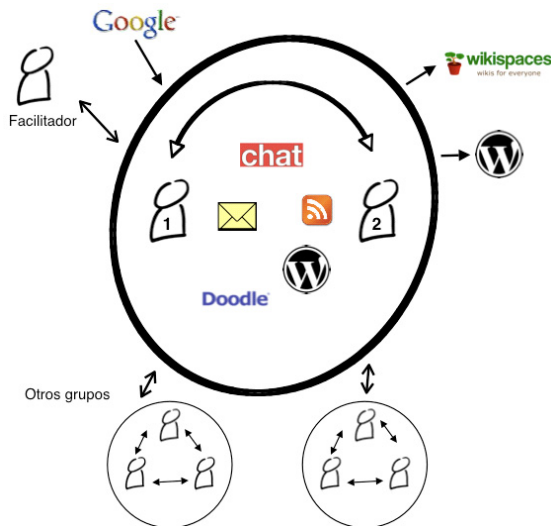 Google
wikispaces
wikis for everyone
Facilitador
chat
1
2
Doodle
Otros grupos